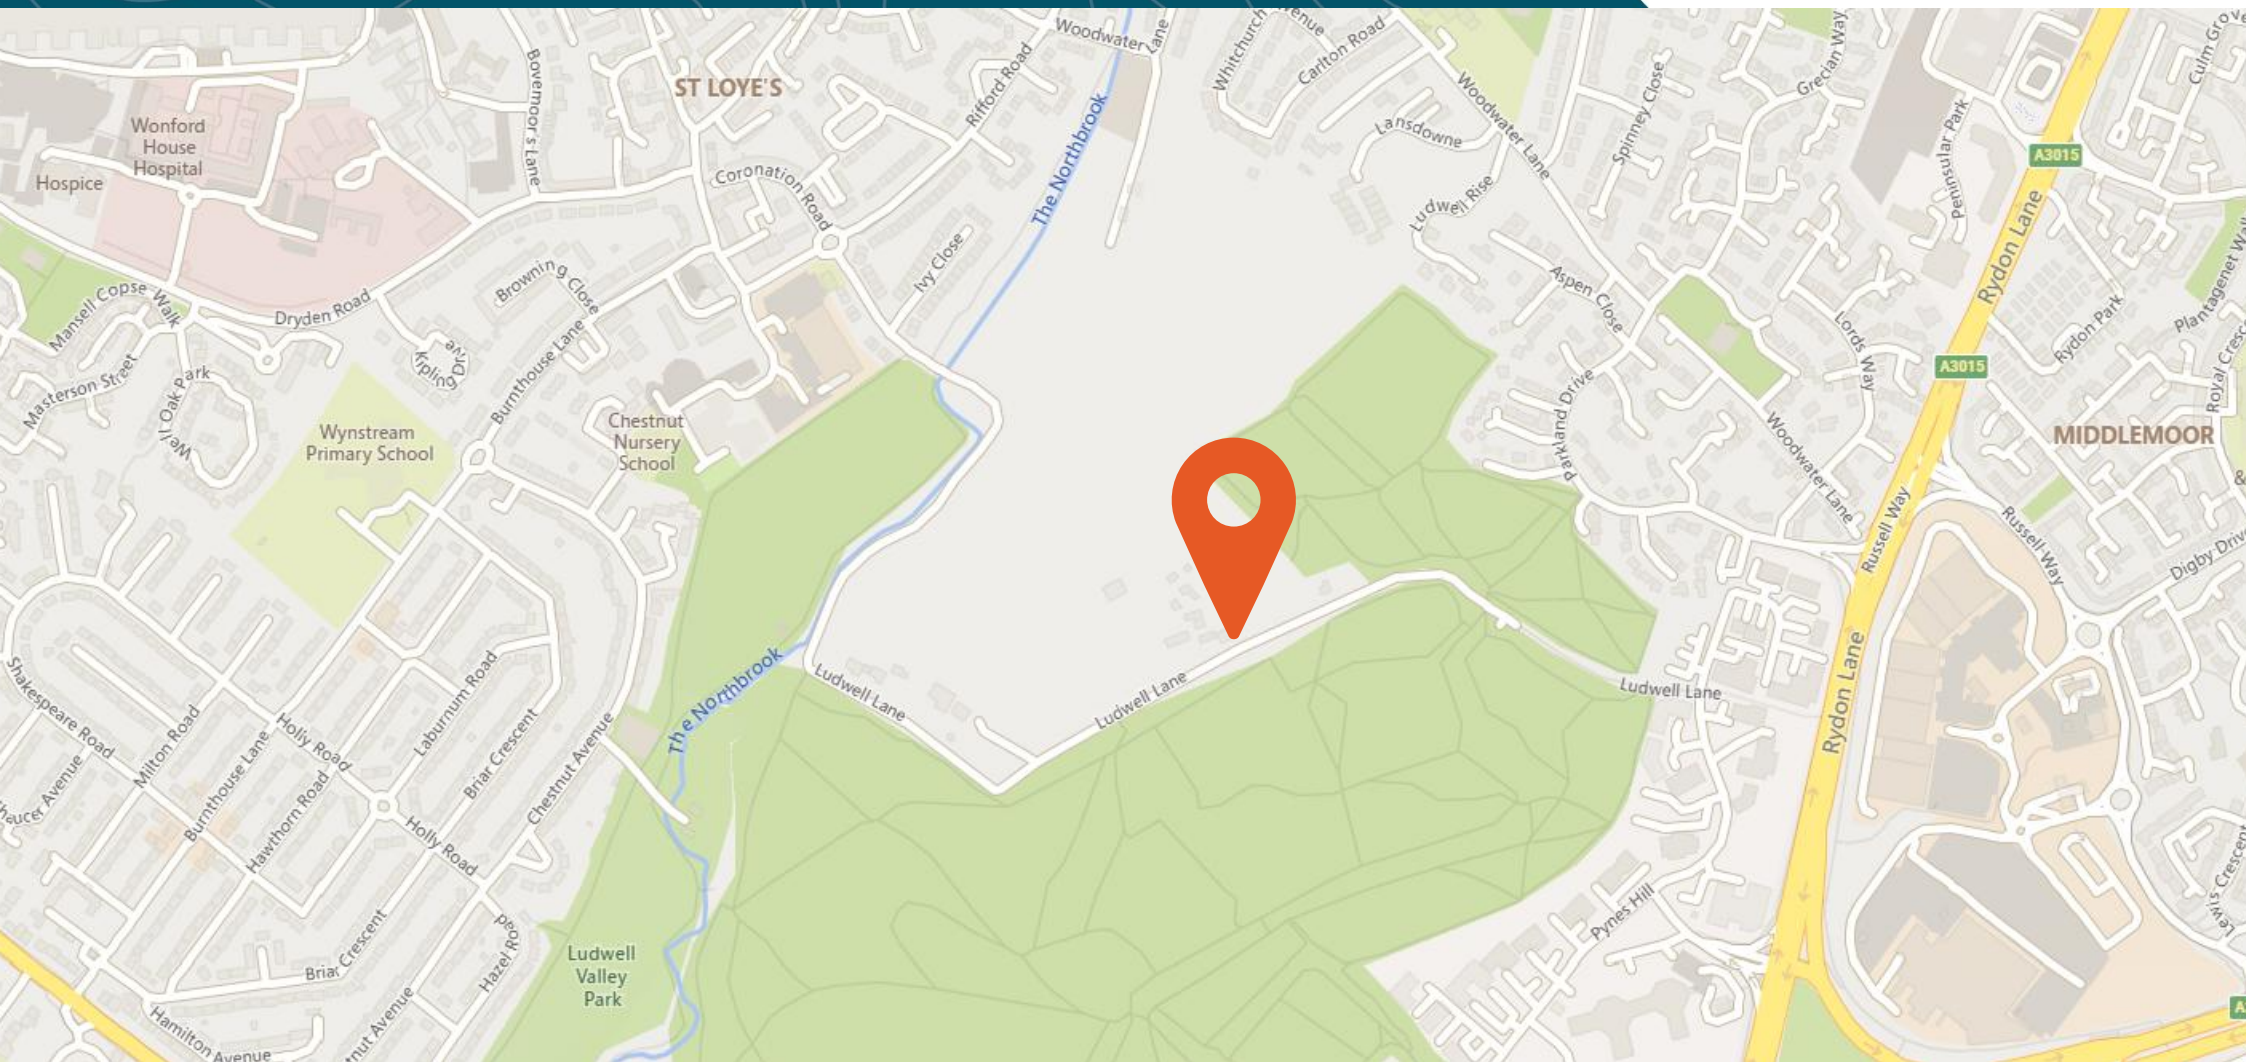 Woodwater Lane
Whitchurch
Avenue
Carlton Road
Grecian Way
Culm Grove
Bovemoor's Lane
ST LOYE'S
Rifford Road
Woodwater Lane
Spinney Close
Peninsular Park
Wonford
House
Hospital
Hospice
The Northbrook
Lansdowne
A3015
Coronation Road
Ludwell Rise
Rydon Lane
Ivy Close
Aspen Close
Plantagenet
Browning Close
Mansell Copse Walk
Dryden Road
Lords Way
Rydon Park
Royal
Masterson Street
Well Oak Park
Kipling Drive
Burnthouse Lane
A3015
Parkland Drive
Chestnut
Nursery
School
Wynstream
Primary School
Woodwater Lane
MIDDLEMOOR
&
Russell Way
Russell Way
Digby
The Northbrook
Ludwell Lane
Ludwell Lane
Ludwell Lane
Rydon Lane
Shakespeare Road
Milton Road
Holly Road
Laburnum Road
Briar Crescent
Chestnut Avenue
Burnthouse Lane
Hawthorn Road
Holly Road
Avenue
Lewis Crescent
Pynes Hill
Hazel Road
Briar Crescent
Ludwell
Valley
Park
Hamilton Avenue
Avenue